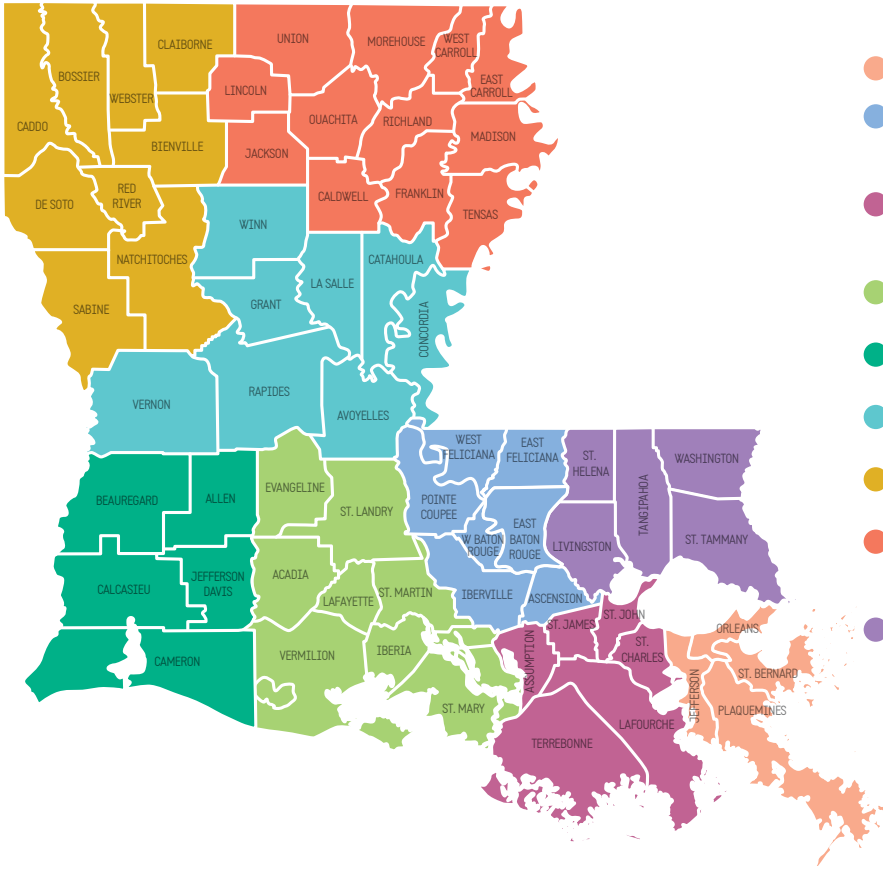 UNION
MOREHOUSE
WEST
CARROLL
CLAIBORNE
BOSSIER
EAST
CARROLL
LINCOLN
WEBSTER
OUACHITA
RICHLAND
CADDO
MADISON
BIENVILLE
JACKSON
RED
RIVER
CALDWELL
FRANKLIN
DE SOTO
TENSAS
WINN
NATCHITOCHES
CATAHOULA
LA SALLE
GRANT
SABINE
CONCORDIA
RAPIDES
VERNON
AVOYELLES
WEST
FELICIANA
EAST
FELICIANA
ST.
HELENA
WASHINGTON
EVANGELINE
TANGIPAHOA
BEAUREGARD
ALLEN
POINTE
COUPEE
ST. LANDRY
EAST
BATON
ROUGE
W BATON
ROUGE
LIVINGSTON
ST. TAMMANY
ACADIA
JEFFERSON
DAVIS
CALCASIEU
ST. MARTIN
LAFAYETTE
IBERVILLE
ASCENSION
ST. JOHN
ST. JAMES
ORLEANS
ST.
CHARLES
IBERIA
VERMILION
CAMERON
ASSUMPTION
ST. BERNARD
JEFFERSON
ST. MARY
PLAQUEMINES
LAFOURCHE
TERREBONNE